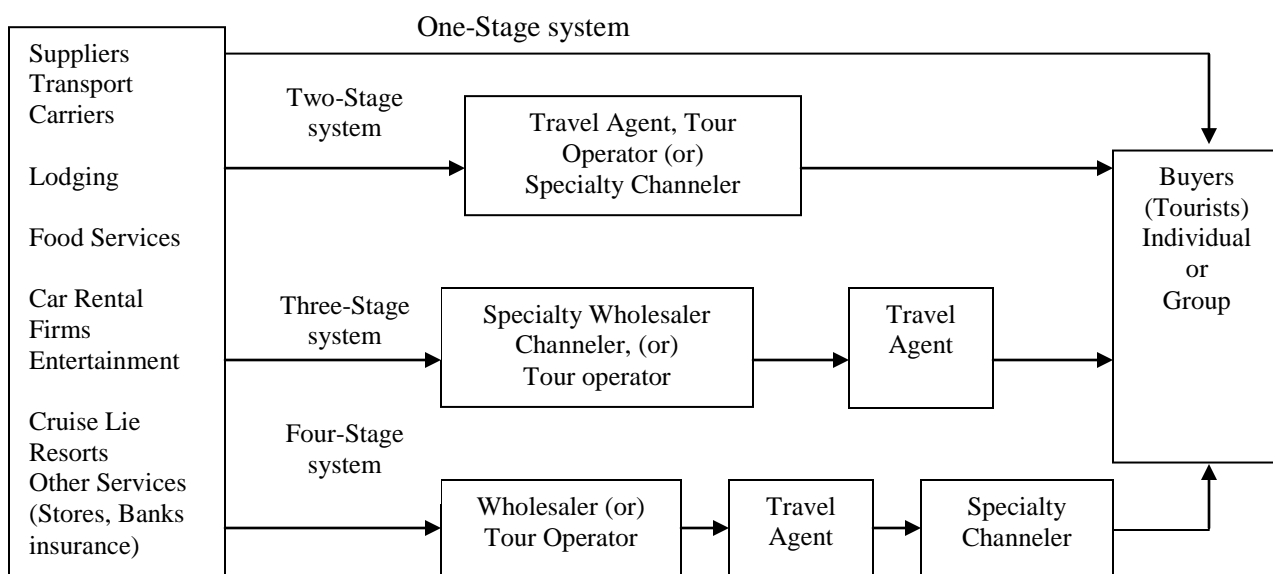 One-Stage system
Suppliers
Transport
Carriers
Lodging
Food Services
Car Rental
Firms
Entertainment
Cruise Lie
Resorts
Other Services
(Stores, Banks
insurance)
Two-Stage
system
Travel Agent, Tour
Operator (or)
Specialty Channeler
Three-Stage
system
Specialty Wholesaler
Channeler, (or)
Tour operator
Travel
Agent
Four-Stage
system
Wholesaler (or)
Tour Operator
Travel
Agent
Specialty
Channeler
Buyers
(Tourists)
Individual
or
Group